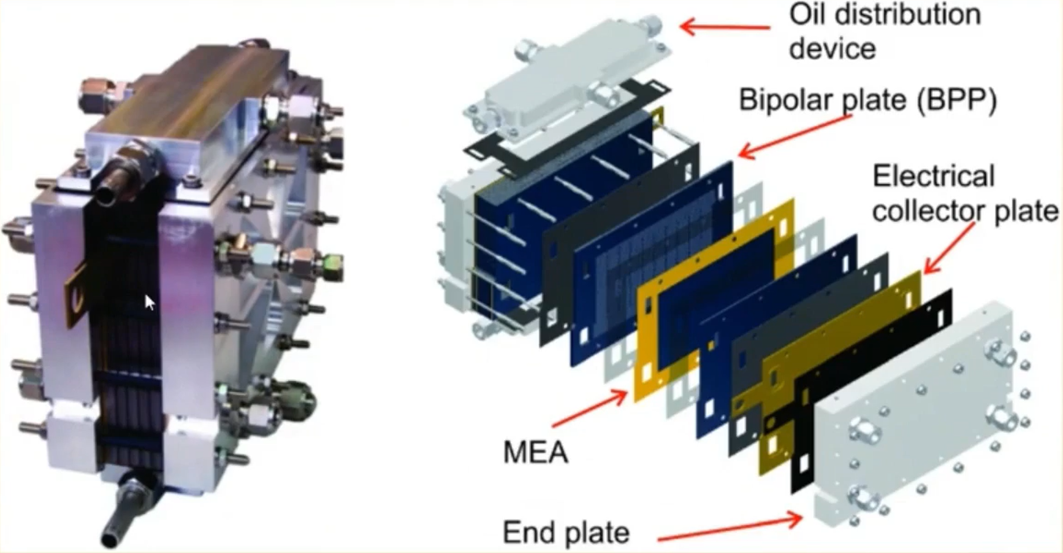 Oil distribution
device
Bipolar plate (BPP)
Electrical
collector plate
MEA
End plate